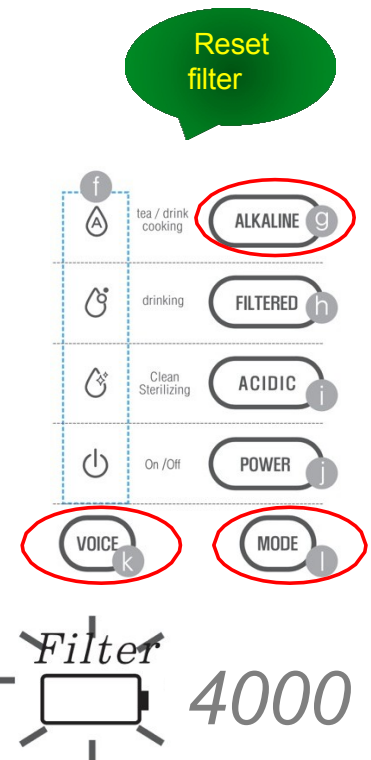 Reset
filter
f
A
tea / drink
cooking
ALKALINE g
drinking
FILTERED h
Clean
Sterilizing
ACIDIC i
On /Off
POWER j
VOICE k
MODE l
Filter
4000